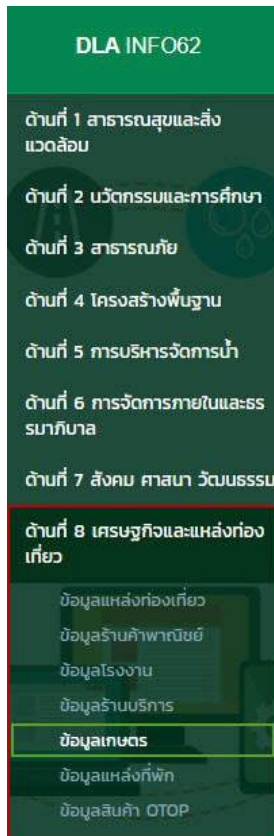 DLA INFO62
ด้านที่ 1 สาธารณสุขและสิ่ง
แวดล้อม
ด้านที่ 2 นวัตกรรมและการศึกษา
ด้านที่ 3 สาธารณภัย
ด้านที่ 4 โครงสร้างพื้นฐาน
ด้านที่ 5 การบริหารจัดการน้ำ
ด้านที่ 6 การจัดการภายในและธร
รมาภิบาล
ด้านที่ 7 สังคม ศาสนา วัฒนธรรม
ด้านที่ 8 เศรษฐกิจและแหล่งท่อง
เที่ยว
ข้อมูลแหล่งท่องเที่ยว
ข้อมูลร้านค้าพาณิชย์
ข้อมูลโรงงาน
ข้อมูลร้านบริการ
ข้อมูลเกษตร
ข้อมูลแหล่งที่พัก
ข้อมูลสินค้า OTOP